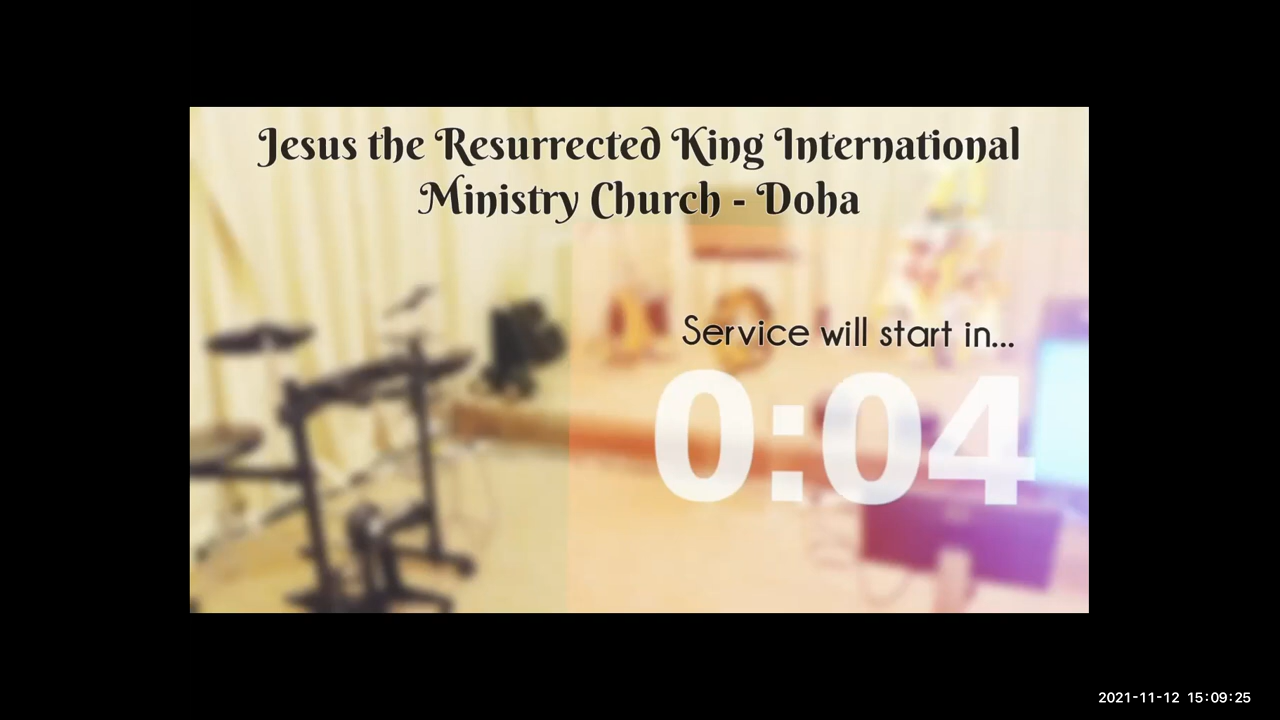 Jesus the Resurrected King International
Ministry Church - Doha
Service will start in...
0:04
2021-11-12 15:09:25